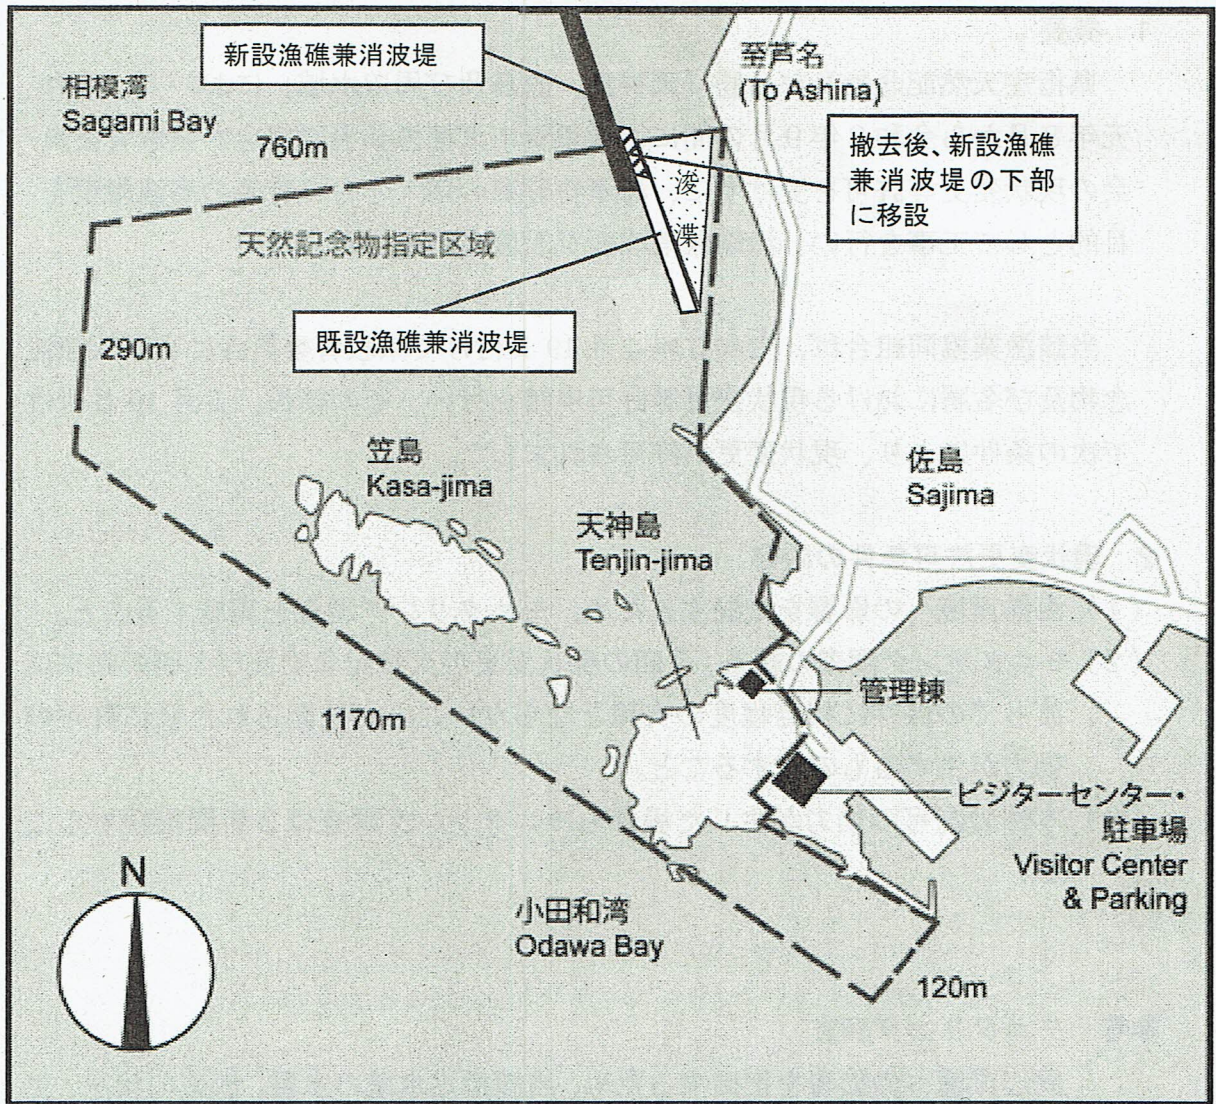 新設漁礁兼消波堤
至芦名
(To Ashina)
相模湾
Sagami Bay
760m
撤去後、新設漁礁
兼消波堤の下部
に移設
浚
渫
天然記念物指定区域
290m
既設漁礁兼消波堤
笠島
Kasa-jima
佐島
Sajima
天神島
Tenjin-jima
管理棟
1170m
ビジターセンター・
駐車場
Visitor Center
& Parking
N
小田和湾
Odawa Bay
120m